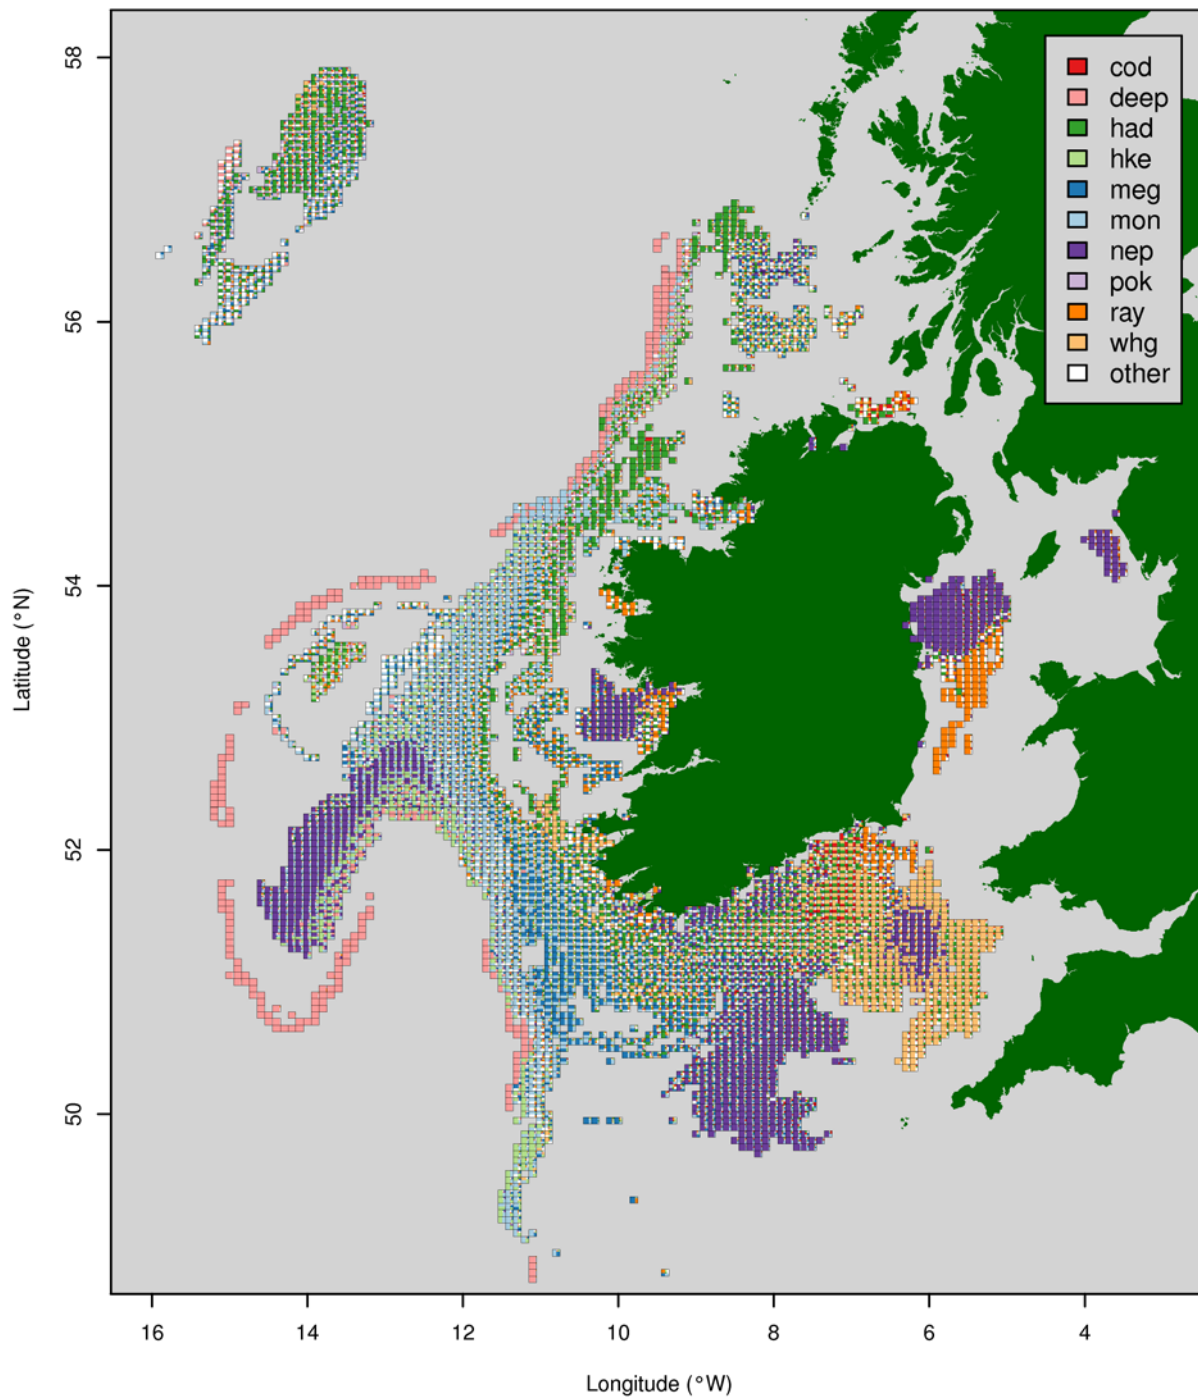 58
56
54
52
50
Latitude (°N)
cod
deep
had
hke
meg
mon
nep
pok
ray
whg
other
16
14
12
10
8
6
4
Longitude (°W)